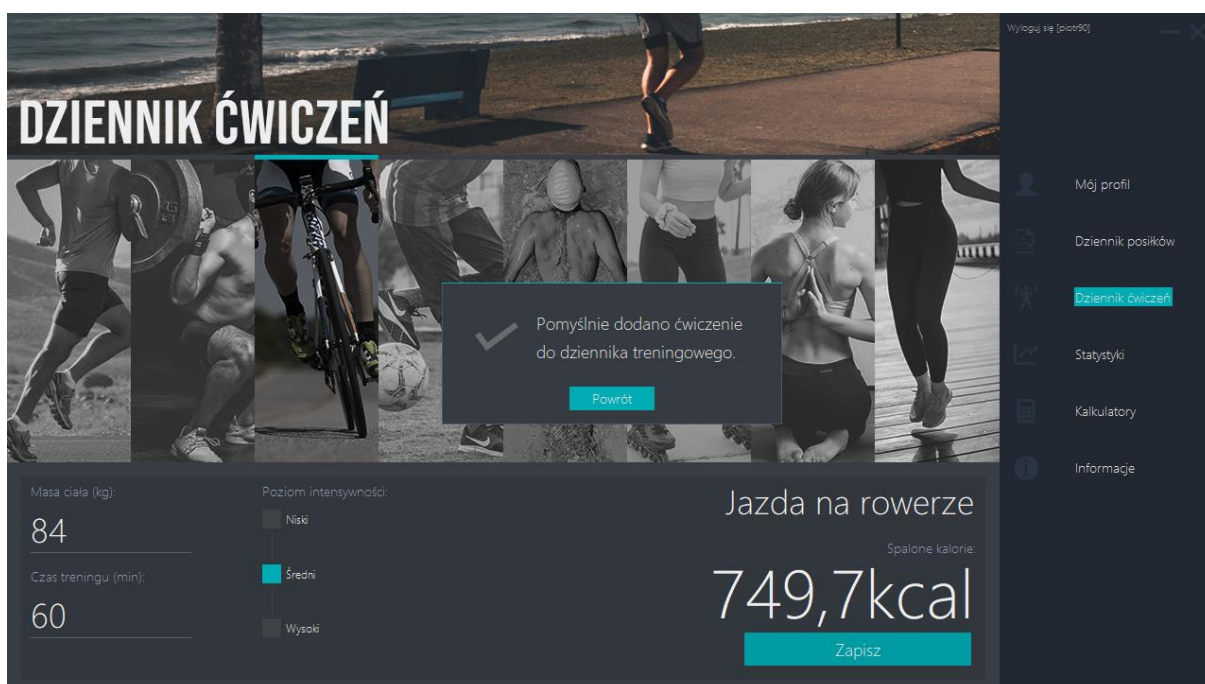 Wyloguj się [piotr90]
DZIENNIK ĆWICZEŃ
Mój profil
Dziennik posiłków
Dziennik ćwiczeń
Statystyki
Kalkulatory
Informacje
Pomyślnie dodano ćwiczenie
do dziennika treningowego.
Powrót
Masa ciała (kg):
84
Czas treningu (min):
60
Poziom intensywności:
Niski
Średni
Wysoki
Jazda na rowerze
Spalone kalorie:
749,7kcal
Zapisz